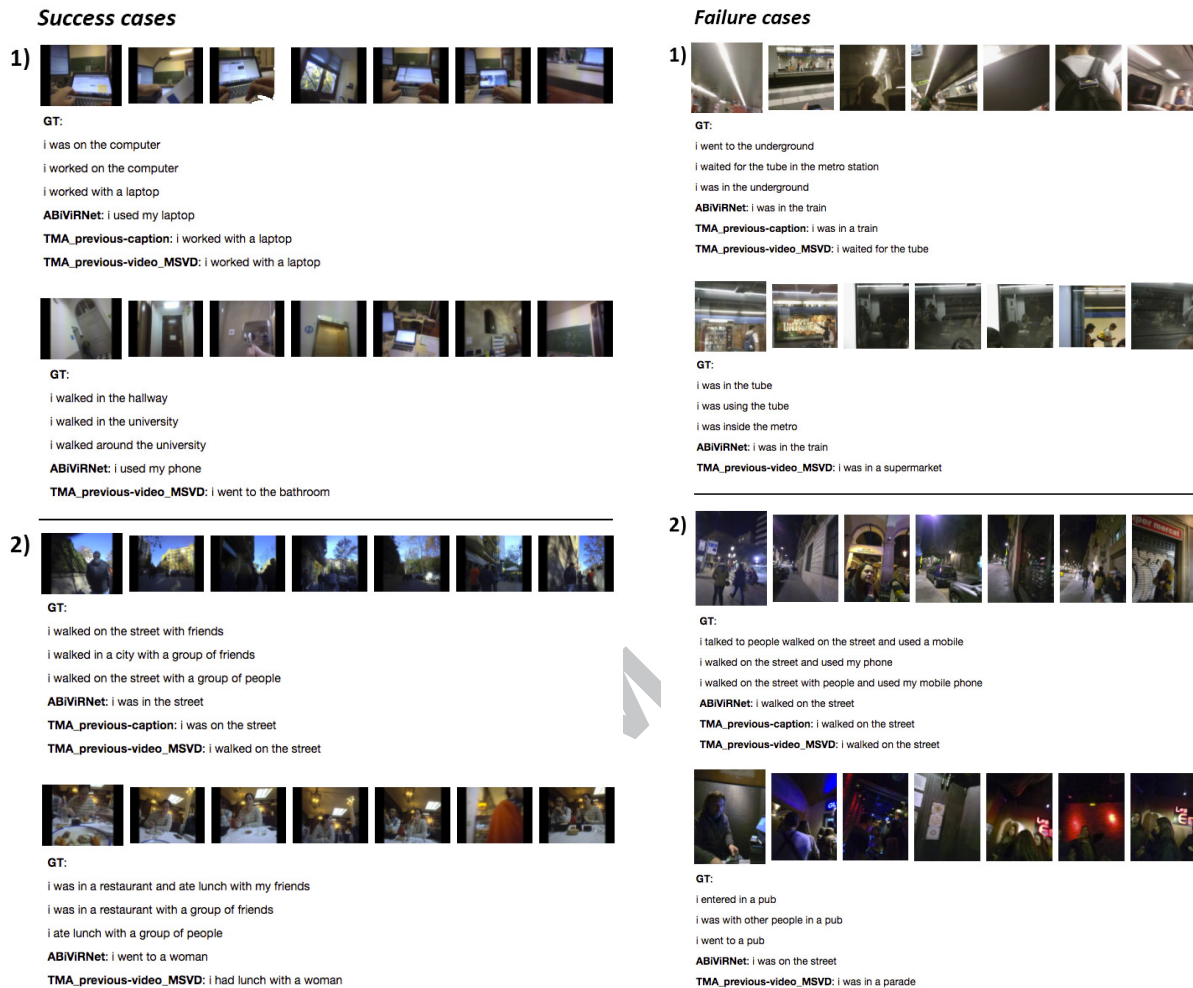 Success cases
1)
GT:
i was on the computer
i worked on the computer
i worked with a laptop
ABiViRNet: i used my laptop
TMA_previous-caption: i worked with a laptop
TMA_previous-video_MSVD: i worked with a laptop
GT:
i walked in the hallway
i walked in the university
i walked around the university
ABiViRNet: i used my phone
TMA_previous-video_MSVD: i went to the bathroom
2)
GT:
i walked on the street with friends
i walked in a city with a group of friends
i walked on the street with a group of people
ABiViRNet: i was in the street
TMA_previous-caption: i was on the street
TMA_previous-video_MSVD: i walked on the street
GT:
i was in a restaurant and ate lunch with my friends
i was in a restaurant with a group of friends
i ate lunch with a group of people
ABiViRNet: i went to a woman
TMA_previous-video_MSVD: i had lunch with a woman
Failure cases
1)
GT:
i went to the underground
i waited for the tube in the metro station
i was in the underground
ABiViRNet: i was in the train
TMA_previous-caption: i was in a train
TMA_previous-video_MSVD: i waited for the tube
GT:
i was in the tube
i was using the tube
i was inside the metro
ABiViRNet: i was in the train
TMA_previous-video_MSVD: i was in a supermarket
2)
per mercat
GT:
i talked to people walked on the street and used a mobile
i walked on the street and used my phone
i walked on the street with people and used my mobile phone
ABiViRNet: i walked on the street
TMA_previous-caption: i walked on the street
TMA_previous-video_MSVD: i walked on the street
GT:
i entered in a pub
i was with other people in a pub
i went to a pub
ABiViRNet: i was on the street
TMA_previous-video_MSVD: i was in a parade